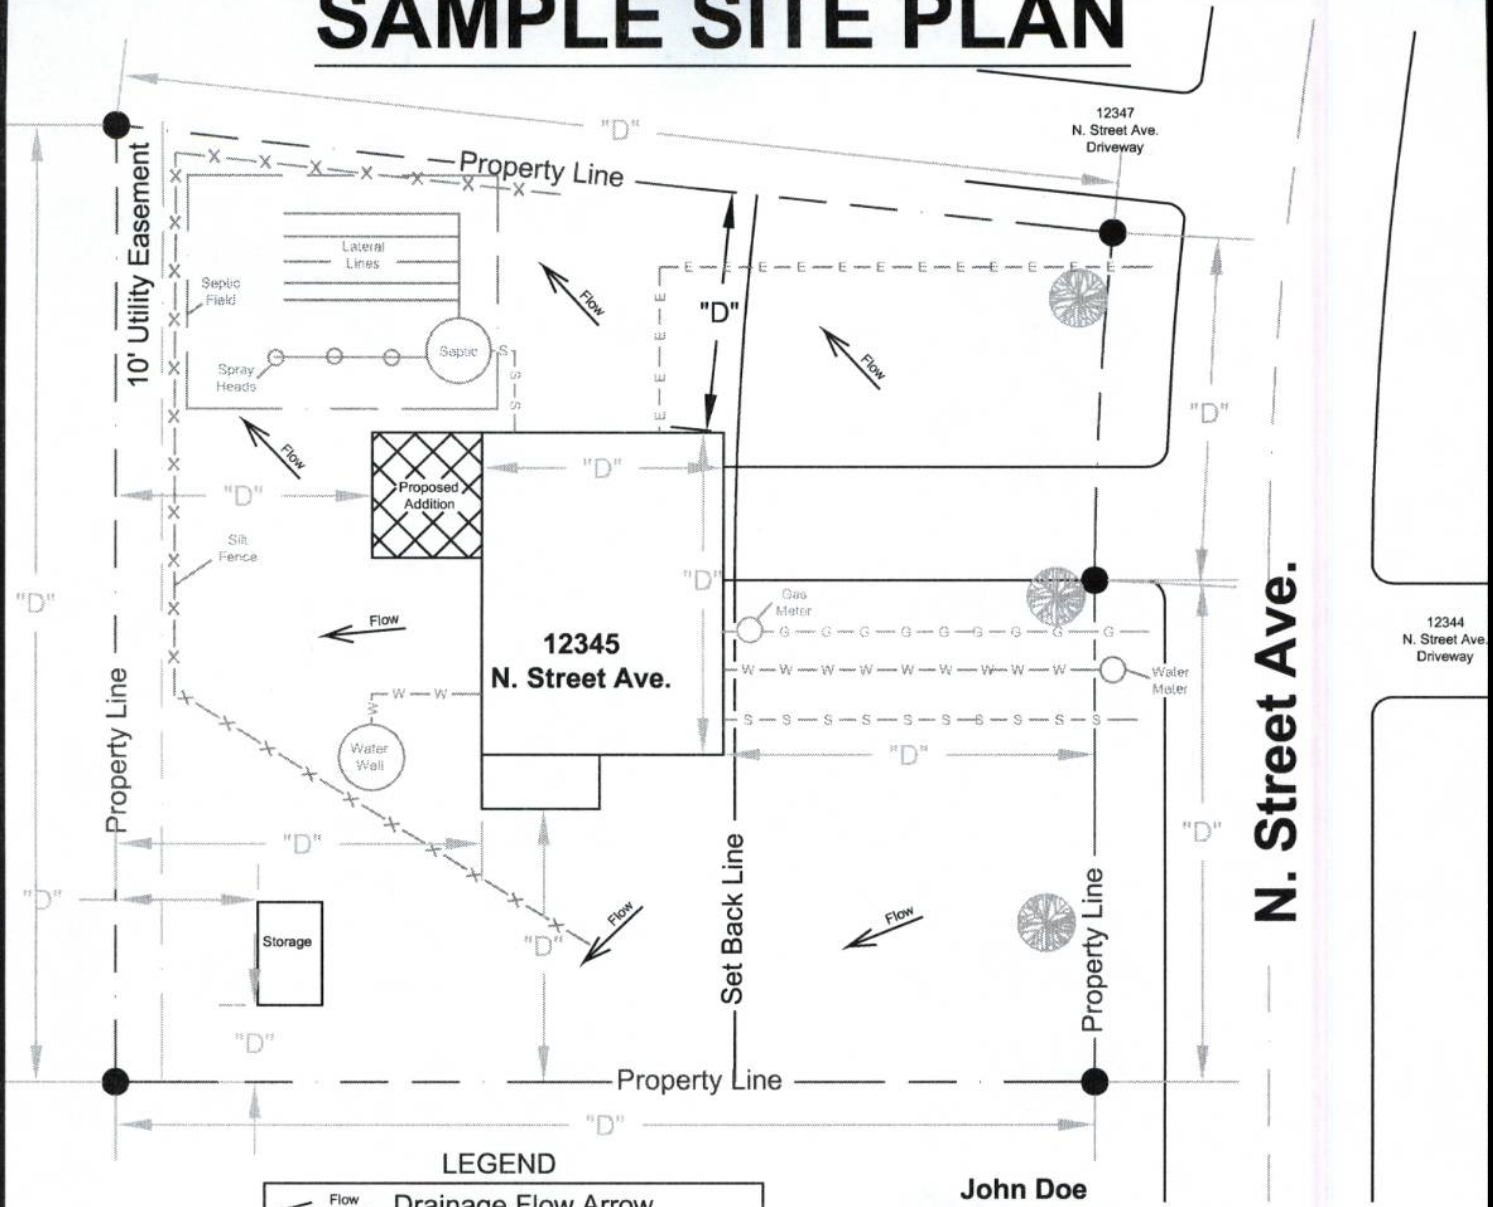 SAMPLE SITE PLAN
"D"
12347
N. Street Ave.
Driveway
Property Line
10' Utility Easement
X X X X X X X
Lateral
Lines
Septic
Field
Flow
E E E E E E E E E E E E
"D"
Septic
S
S
S
Spray
Heads
E
E
E
E
Flow
"D"
Flow
"D"
"D"
Proposed
Addition
Silt
Fence
"D"
"D"
Gas
Meter
12344
N. Street Ave.
Driveway
Flow
12345
N. Street Ave.
G G G G G G G G G
W W W W W W W W W
Water
Meter
W W
W
S S S S S S S S S S
Water
Well
"D"
Property Line
"D"
"D"
N. Street Ave.
"D"
Set Back Line
Property Line
Flow
Flow
Storage
"D"
"D"
Property Line
"D"
LEGEND
Flow Drainage Flow Arrow
John Doe